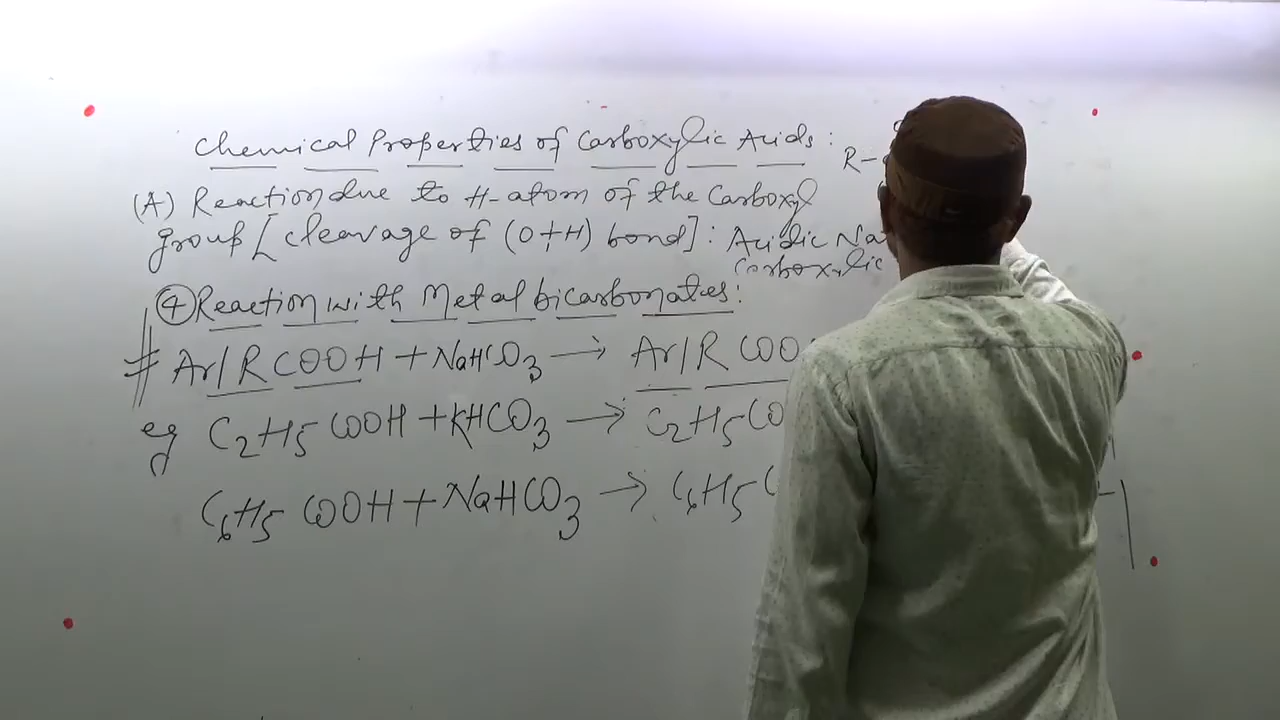 Chemical Properties of Carboxylic Acids: R-
(A) Reaction due to H-atom of the Carboxyl
group [cleavage of (O+H) bond]: Acidic Na
Carboxylic
④ Reaction with Metal bicarbonates:
# Ar/R COOH + NaHCO3 → Ar/R COO
eg C2H5 COOH + KHCO3 → C2H5 CO
C6H5 COOH + NaHCO3 → C6H5 C